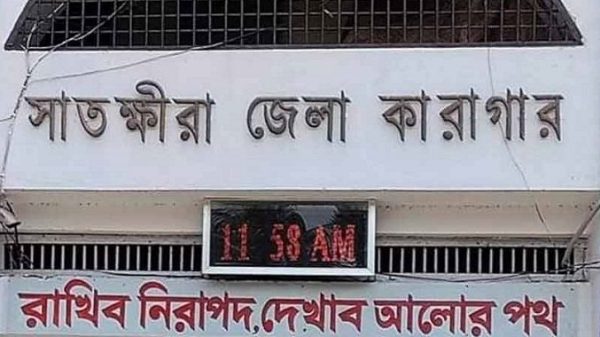 সাতক্ষীরা জেলা কারাগার
11 58 AM
রাখিব নিরাপদ,দেখাব আলোর পথ